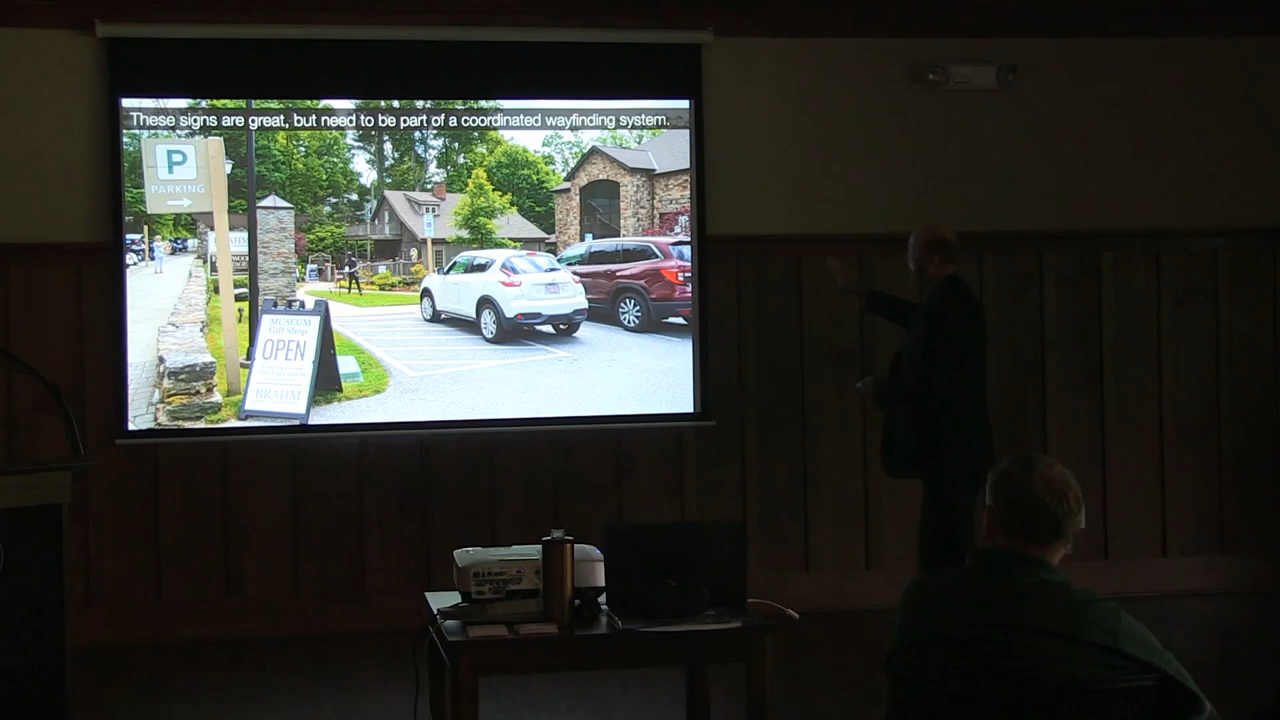 These signs are great, but need to be part of a coordinated wayfinding system.
P
PARKING
BRAHM
MUSEUM
Gift Shop
OPEN
BRAHM